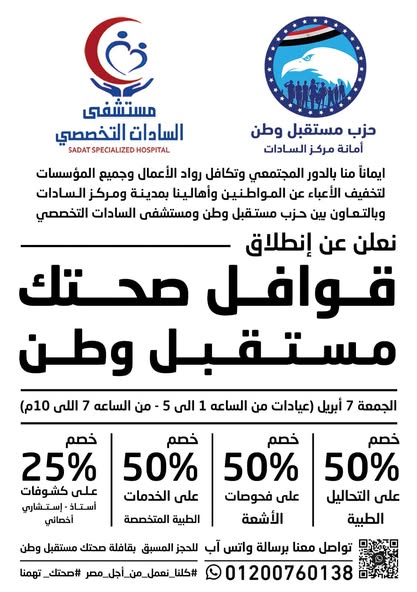 مستشفى
السادات التخصصي
SADAT SPECIALIZED HOSPITAL
حزب مستقبل وطن
أمانة مركز السادات
ايماناً منا بالدور المجتمعي وتكافل رواد الأعمال وجميع المؤسسات
لتخفيف الأعباء عن المواطنين وأهالينا بمدينة ومركز السادات
وبالتعاون بين حزب مستقبل وطن ومستشفى السادات التخصصي
نعلن عن إنطلاق
قوافل صحتك
مستقبل وطن
الجمعة 7 أبريل (عيادات من الساعه 1 الى 5 - من الساعه 7 اللى 10م)
خصم
50%
على التحاليل
الطبية
خصم
50%
على فحوصات
الأشعة
خصم
50%
على الخدمات
الطبية المتخصصة
خصم
25%
على كشوفات
أستاذ - إستشاري
أخصائي
تواصل معنا برسالة واتس آب
للحجز المسبق بقافلة صحتك مستقبل وطن
01200760138
#كلنا_نعمل_من_أجل_مصر #صحتك_تهمنا